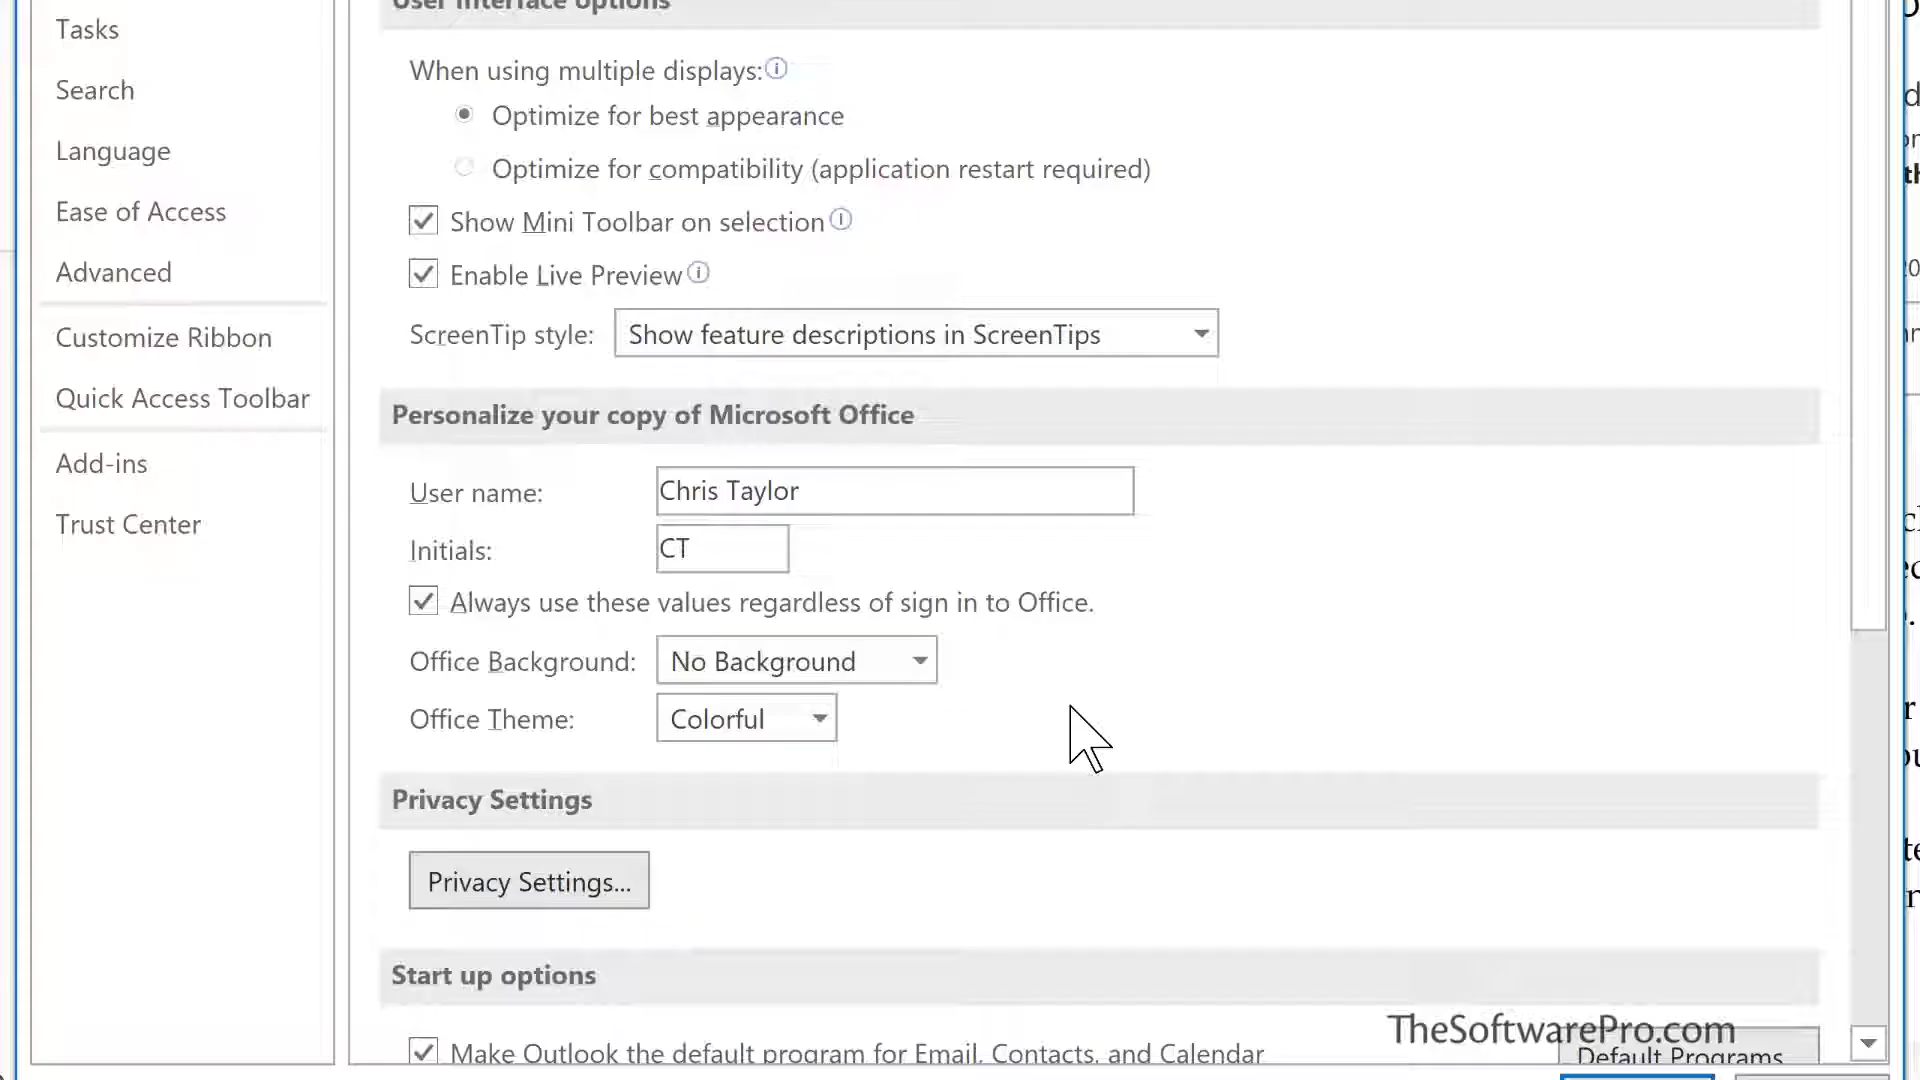 Tasks
Search
Language
Ease of Access
Advanced
Customize Ribbon
Quick Access Toolbar
Add-ins
Trust Center
User Interface options
When using multiple displays:
Optimize for best appearance
Optimize for compatibility (application restart required)
Show Mini Toolbar on selection
Enable Live Preview
ScreenTip style: Show feature descriptions in ScreenTips
Personalize your copy of Microsoft Office
User name: Chris Taylor
Initials: CT
Always use these values regardless of sign in to Office.
Office Background: No Background
Office Theme: Colorful
Privacy Settings
Privacy Settings...
Start up options
Make Outlook the default program for Email, Contacts, and Calendar
Default Programs
TheSoftwarePro.com